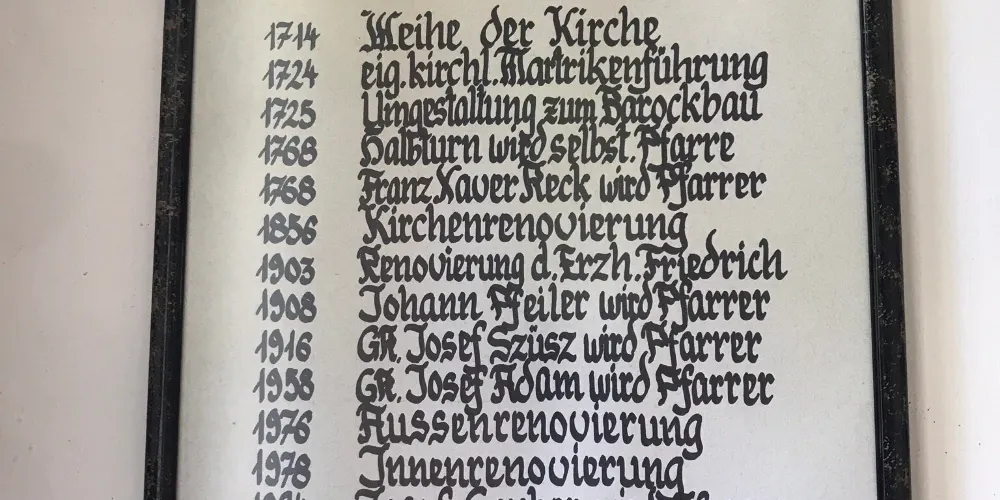 1714 Weihe der Kirche
1724 eig. kirchl. Martrikenführung
1725 Umgestaltung zum Barockbau
1768 Halbturn wird selbst. Pfarre
1768 Franz Xaver Reck wird Pfarrer
1856 Kirchenrenovierung
1903 Renovierung d. Erzh. Friedrich
1908 Johann Pfeiler wird Pfarrer
1916 GR. Josef Szüsz wird Pfarrer
1958 GR. Josef Adam wird Pfarrer
1976 Aussenrenovierung
1978 Innenrenovierung